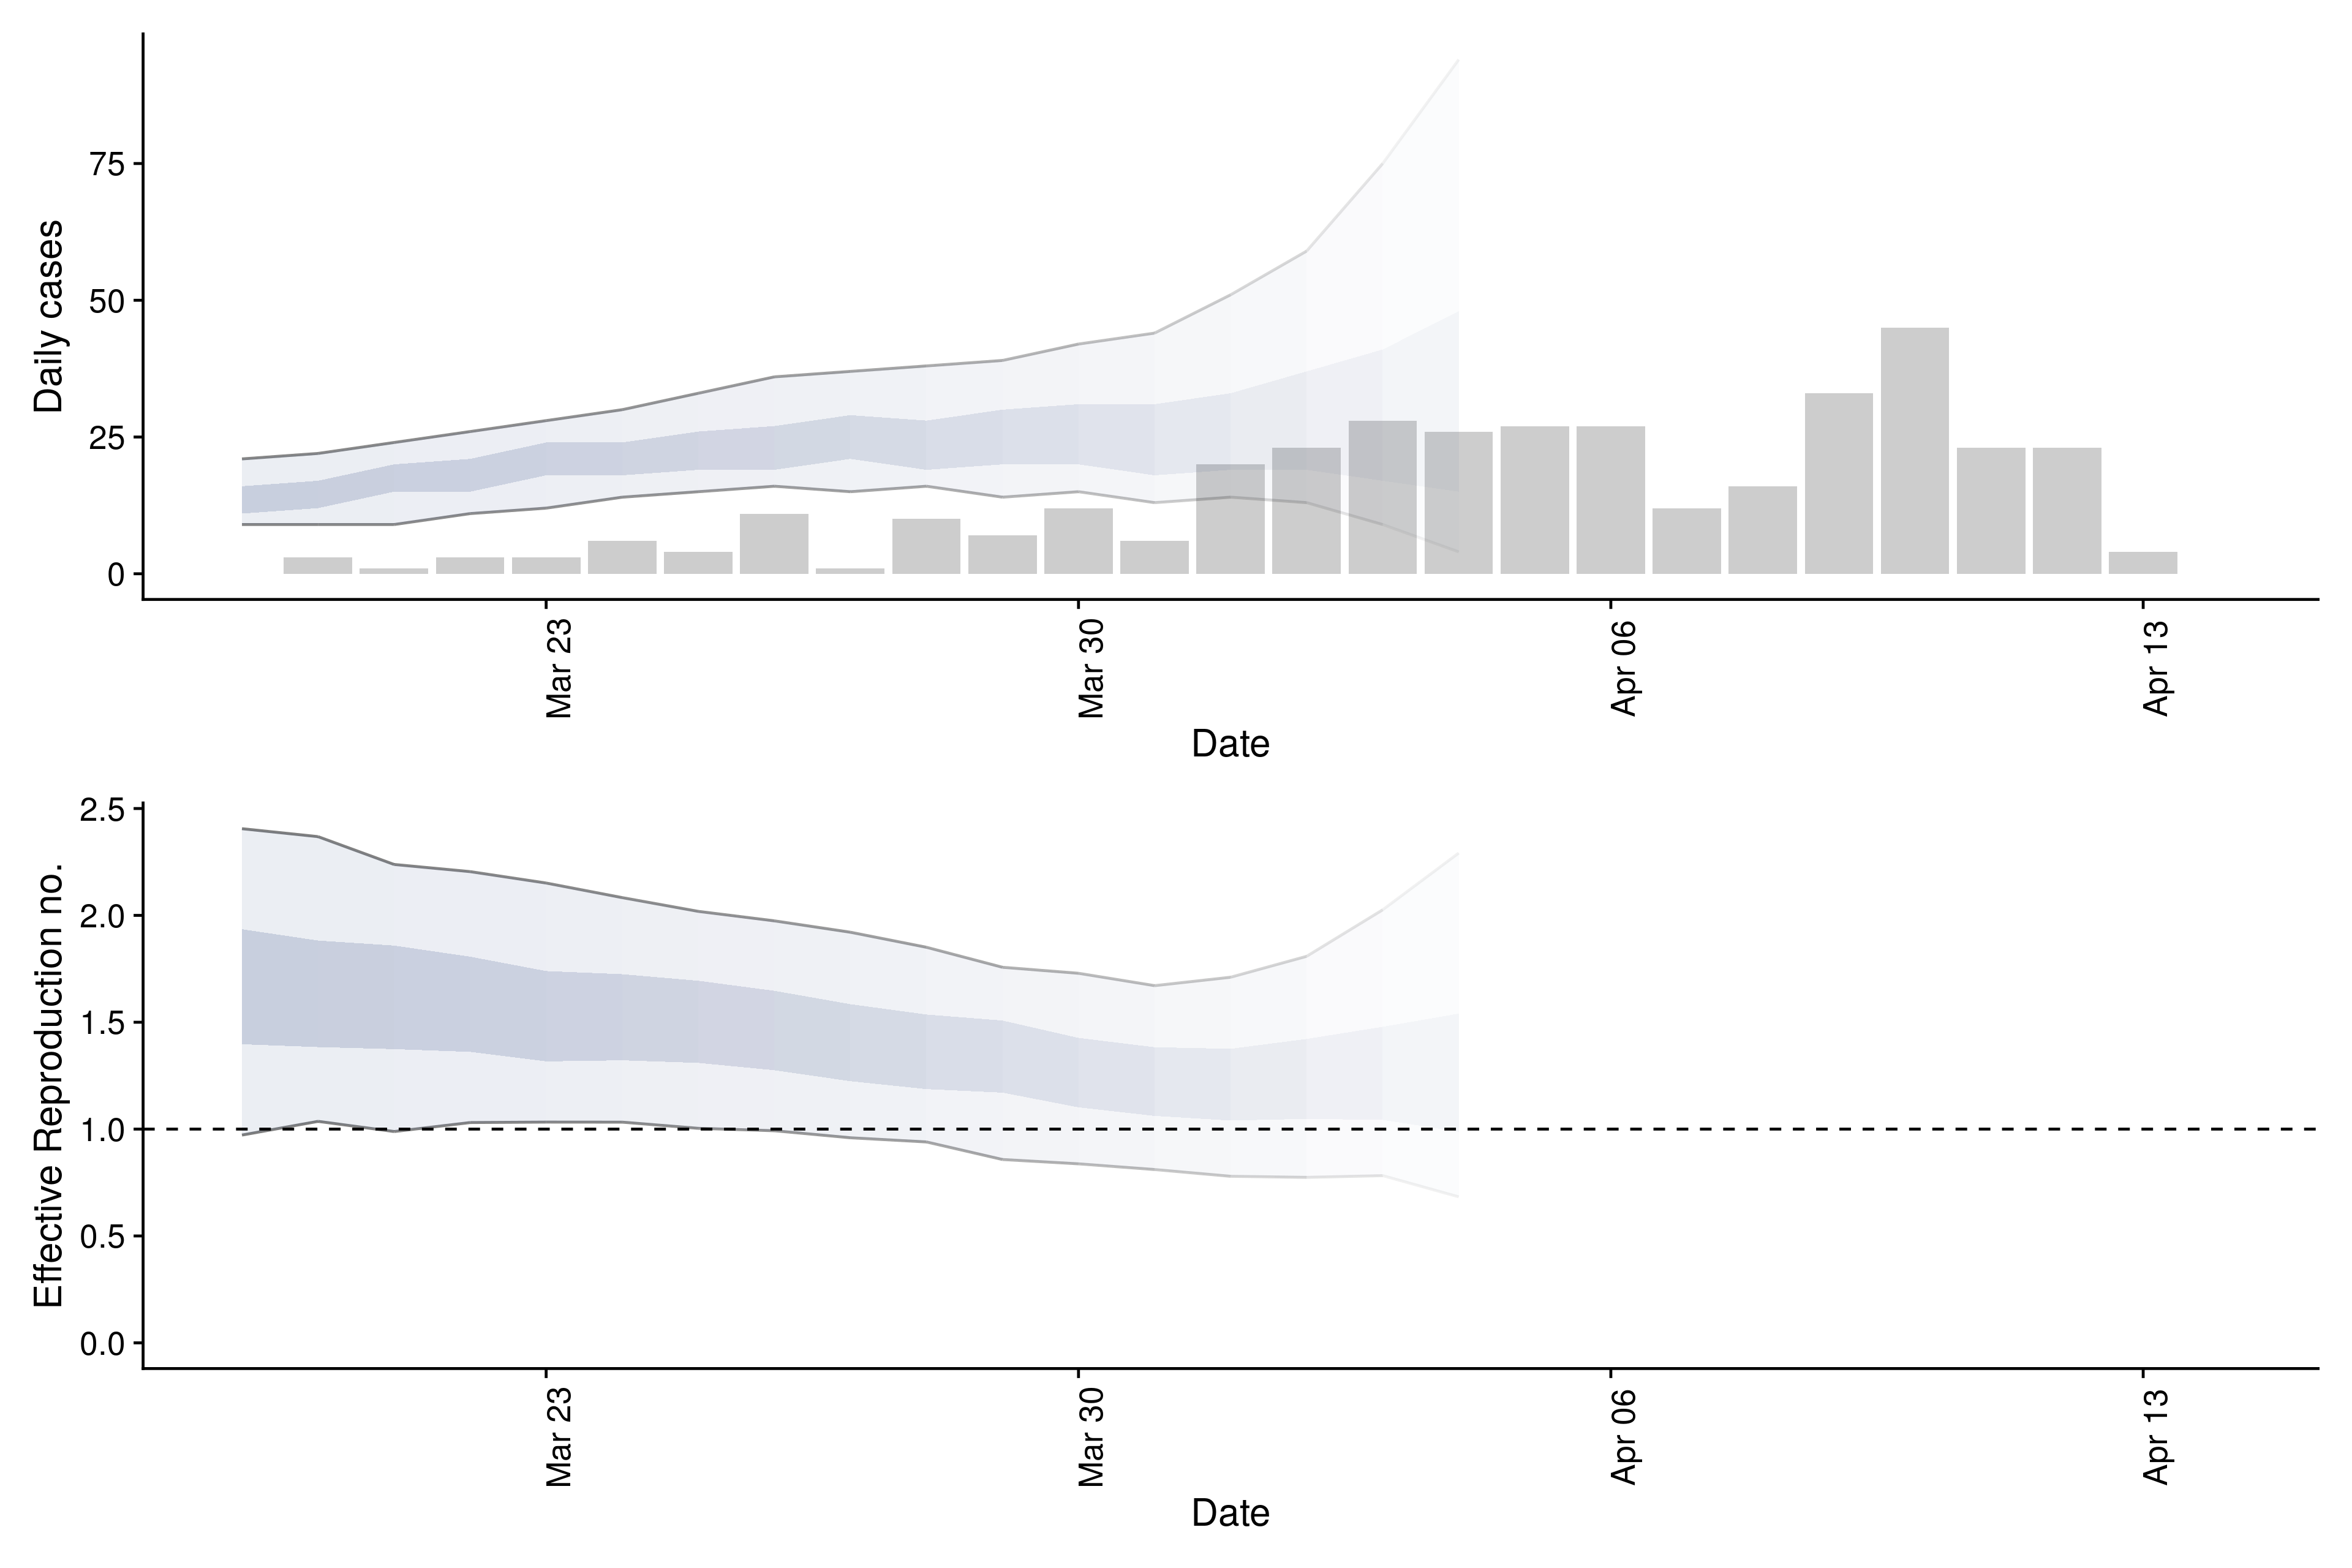 Daily cases
75
50
25
0
Mar 23
Mar 30
Apr 06
Apr 13
Date
Effective Reproduction no.
2.5
2.0
1.5
1.0
0.5
0.0
Mar 23
Mar 30
Apr 06
Apr 13
Date